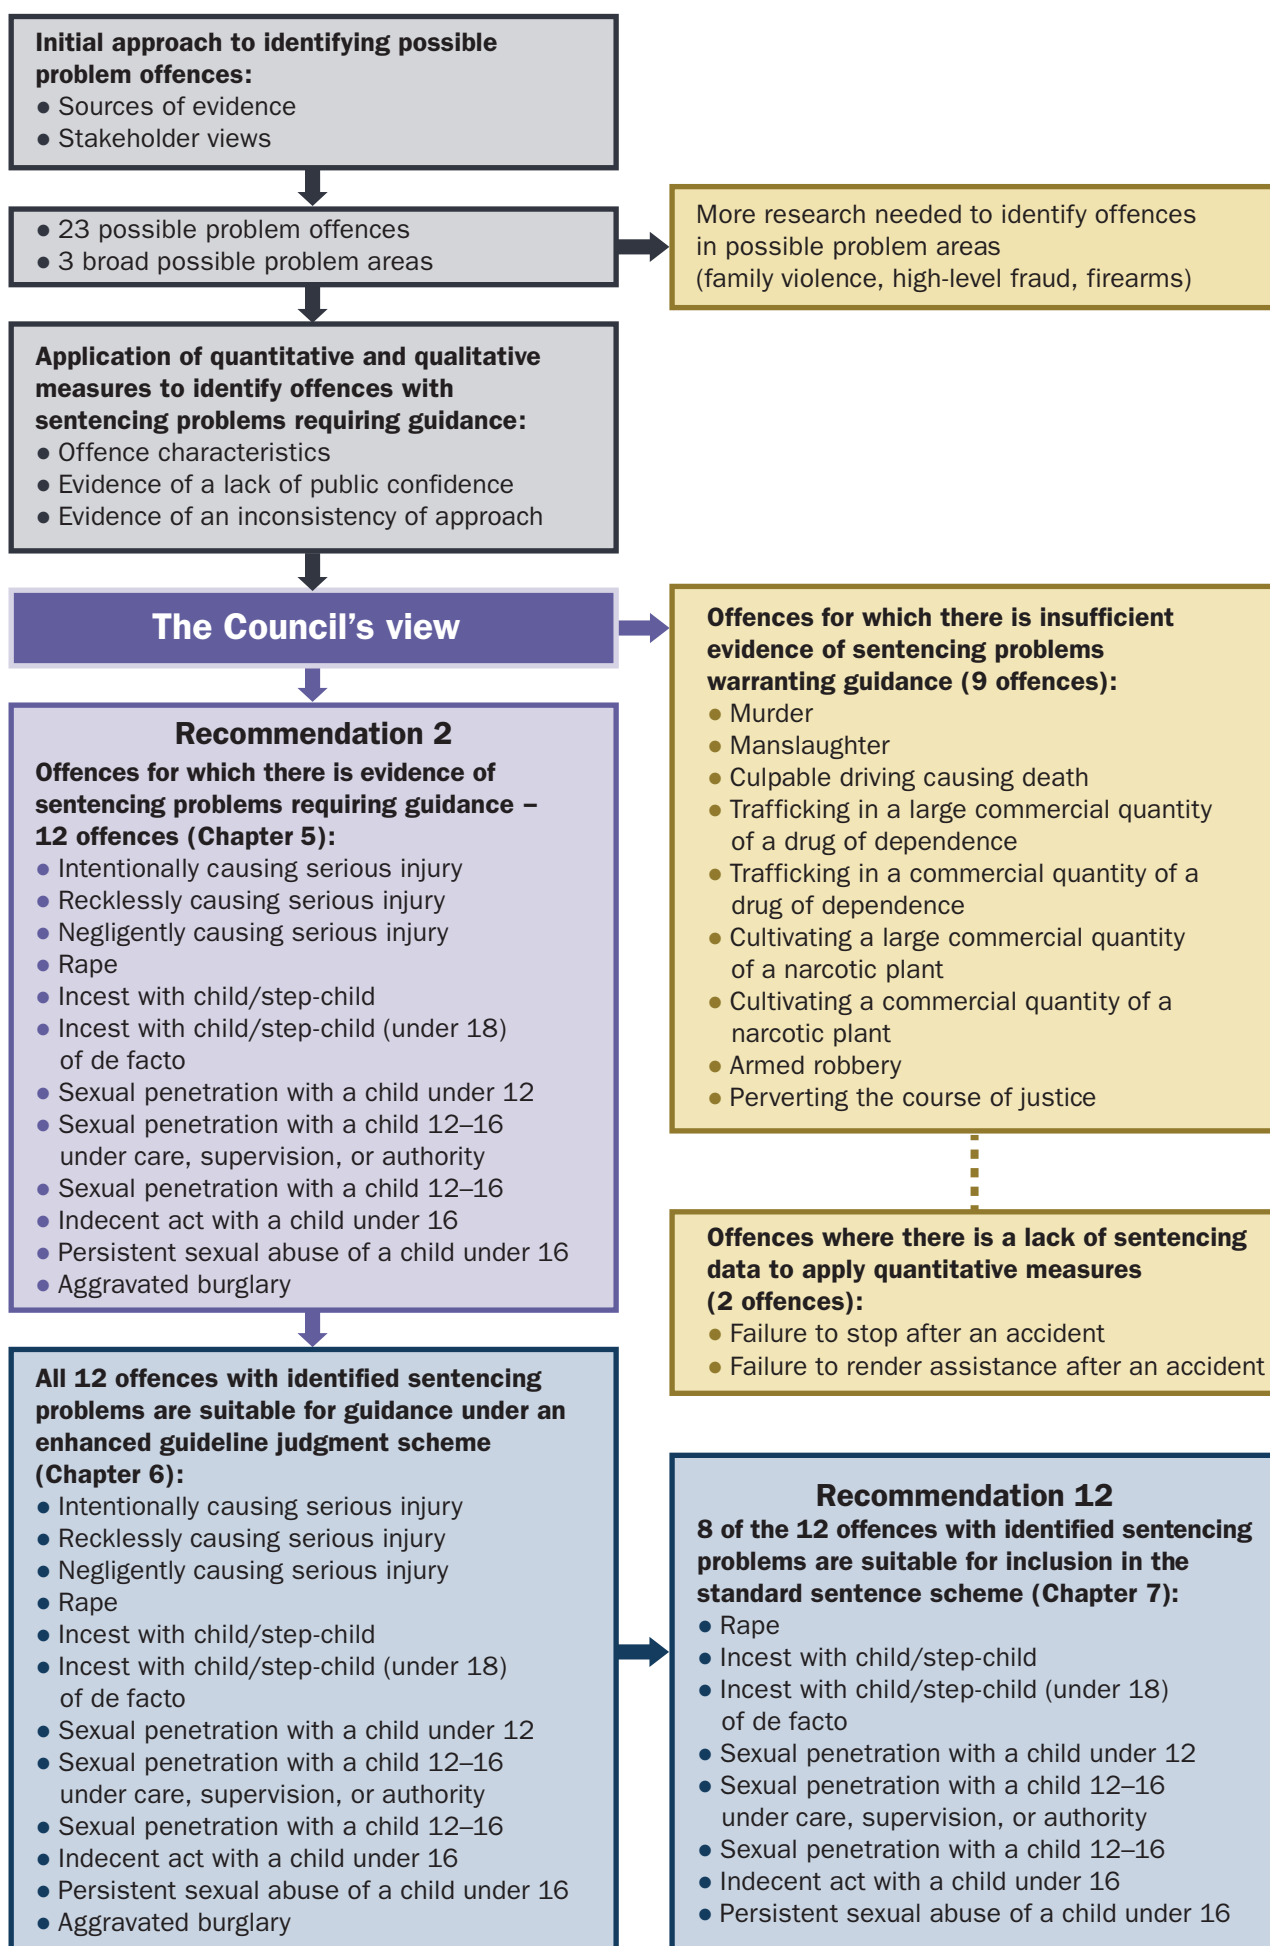 Initial approach to identifying possible
problem offences:
● Sources of evidence
● Stakeholder views
● 23 possible problem offences
● 3 broad possible problem areas
More research needed to identify offences
in possible problem areas
(family violence, high-level fraud, firearms)
Application of quantitative and qualitative
measures to identify offences with
sentencing problems requiring guidance:
● Offence characteristics
● Evidence of a lack of public confidence
● Evidence of an inconsistency of approach
The Council's view
Offences for which there is insufficient
evidence of sentencing problems
warranting guidance (9 offences):
● Murder
● Manslaughter
● Culpable driving causing death
● Trafficking in a large commercial quantity
of a drug of dependence
● Trafficking in a commercial quantity of a
drug of dependence
● Cultivating a large commercial quantity
of a narcotic plant
● Cultivating a commercial quantity of a
narcotic plant
● Armed robbery
● Perverting the course of justice
Offences where there is a lack of sentencing
data to apply quantitative measures
(2 offences):
● Failure to stop after an accident
● Failure to render assistance after an accident
Recommendation 2
Offences for which there is evidence of
sentencing problems requiring guidance –
12 offences (Chapter 5):
● Intentionally causing serious injury
● Recklessly causing serious injury
● Negligently causing serious injury
● Rape
● Incest with child/step-child
● Incest with child/step-child (under 18)
of de facto
● Sexual penetration with a child under 12
● Sexual penetration with a child 12–16
under care, supervision, or authority
● Sexual penetration with a child 12–16
● Indecent act with a child under 16
● Persistent sexual abuse of a child under 16
● Aggravated burglary
All 12 offences with identified sentencing
problems are suitable for guidance under an
enhanced guideline judgment scheme
(Chapter 6):
● Intentionally causing serious injury
● Recklessly causing serious injury
● Negligently causing serious injury
● Rape
● Incest with child/step-child
● Incest with child/step-child (under 18)
of de facto
● Sexual penetration with a child under 12
● Sexual penetration with a child 12–16
under care, supervision, or authority
● Sexual penetration with a child 12–16
● Indecent act with a child under 16
● Persistent sexual abuse of a child under 16
● Aggravated burglary
Recommendation 12
8 of the 12 offences with identified sentencing
problems are suitable for inclusion in the
standard sentence scheme (Chapter 7):
● Rape
● Incest with child/step-child
● Incest with child/step-child (under 18)
of de facto
● Sexual penetration with a child under 12
● Sexual penetration with a child 12–16
under care, supervision, or authority
● Sexual penetration with a child 12–16
● Indecent act with a child under 16
● Persistent sexual abuse of a child under 16